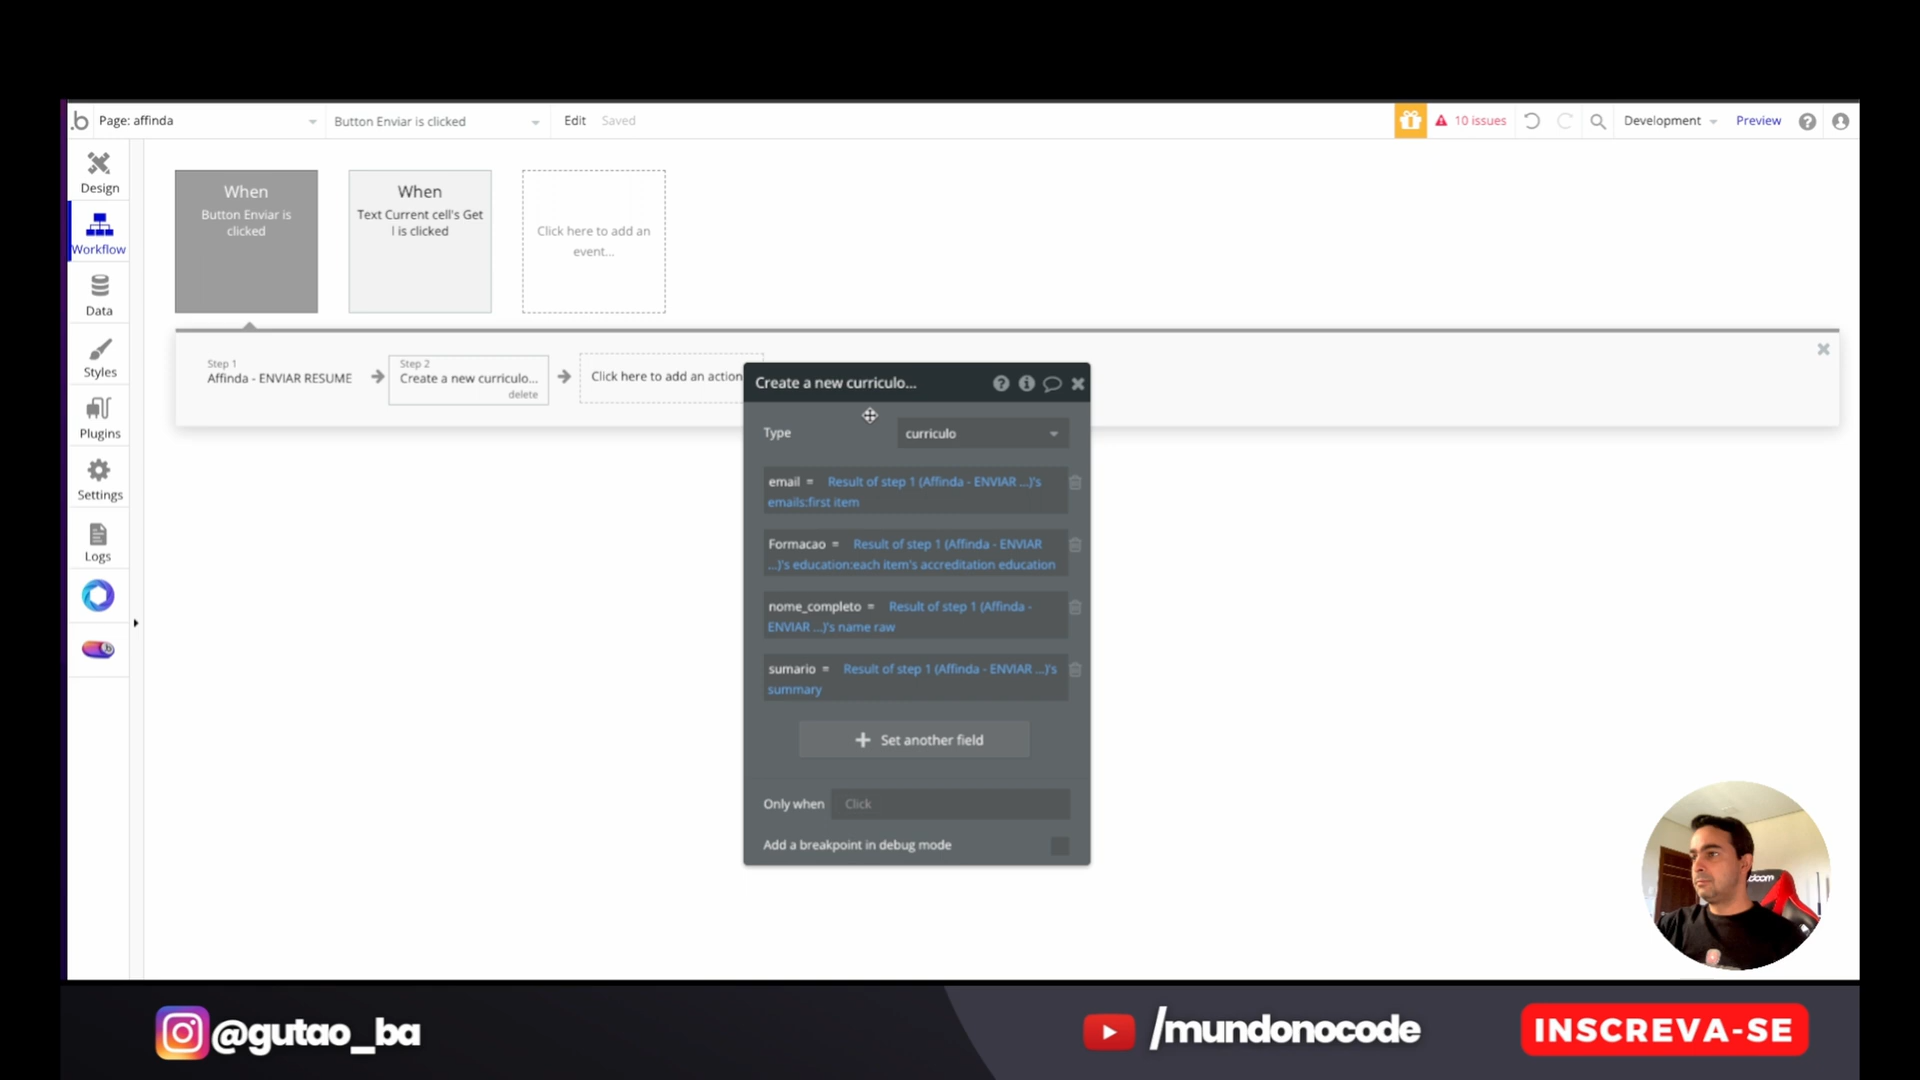 .b Page: affinda
Button Enviar is clicked
Edit
Saved
10 issues
Development
Preview
Design
Workflow
Data
Styles
Plugins
Settings
Logs
When
Button Enviar is
clicked
When
Text Current cell's Get
l is clicked
Click here to add an
event...
Step 1
Affinda - ENVIAR RESUME
Step 2
Create a new curriculo...
delete
Click here to add an action
Create a new curriculo...
Type
curriculo
email = Result of step 1 (Affinda - ENVIAR ...)'s
emails:first item
Formacao = Result of step 1 (Affinda - ENVIAR
...)'s education:each item's accreditation education
nome_completo = Result of step 1 (Affinda -
ENVIAR ...)'s name raw
sumario = Result of step 1 (Affinda - ENVIAR ...)'s
summary
Set another field
Only when
Click
Add a breakpoint in debug mode
@gutao_ba
/mundonocode
INSCREVA-SE